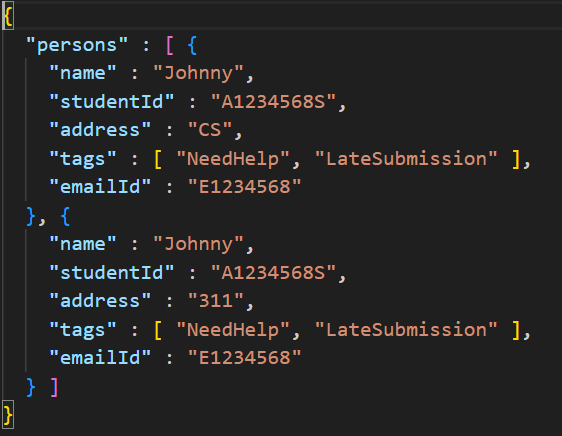 {
  "persons" : [ {
    "name" : "Johnny",
    "studentId" : "A1234568S",
    "address" : "CS",
    "tags" : [ "NeedHelp", "LateSubmission" ],
    "emailId" : "E1234568"
  }, {
    "name" : "Johnny",
    "studentId" : "A1234568S",
    "address" : "311",
    "tags" : [ "NeedHelp", "LateSubmission" ],
    "emailId" : "E1234568"
  } ]
}